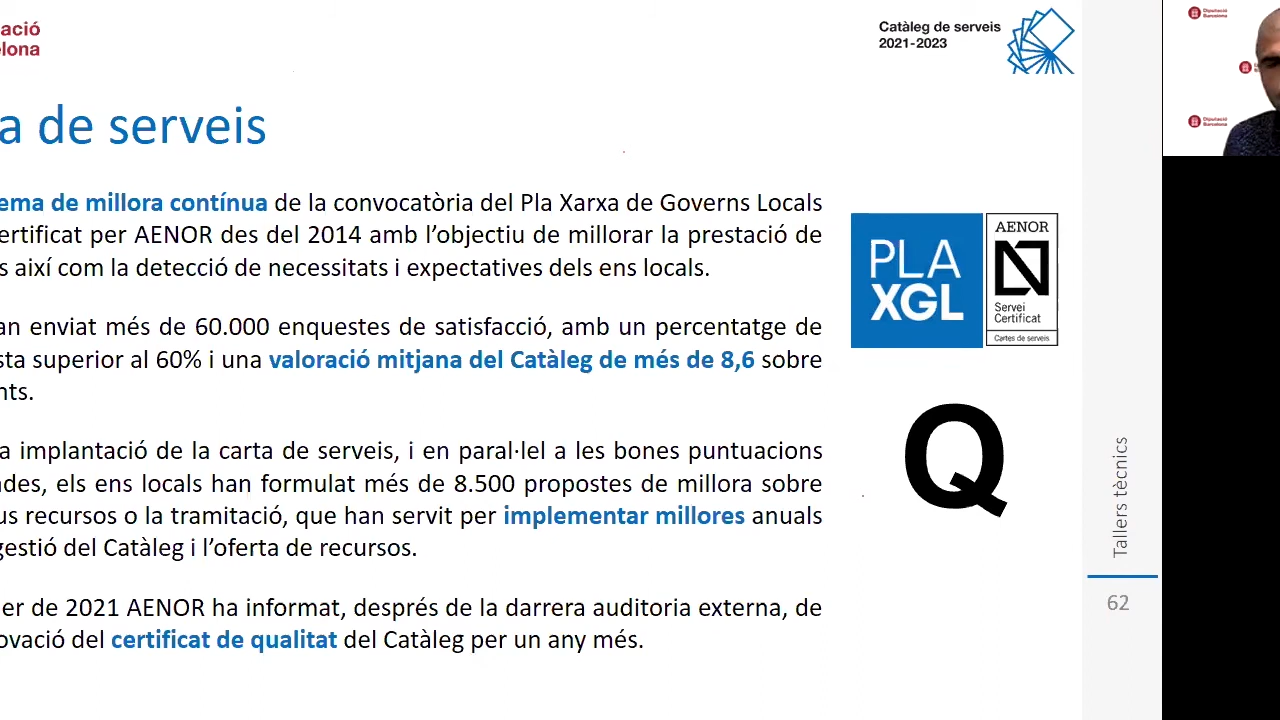 ació
elona
Catàleg de serveis
2021-2023
a de serveis
ema de millora contínua de la convocatòria del Pla Xarxa de Governs Locals
ertificat per AENOR des del 2014 amb l'objectiu de millorar la prestació de
s així com la detecció de necessitats i expectatives dels ens locals.
an enviat més de 60.000 enquestes de satisfacció, amb un percentatge de
sta superior al 60% i una valoració mitjana del Catàleg de més de 8,6 sobre
nts.
a implantació de la carta de serveis, i en paral·lel a les bones puntuacions
des, els ens locals han formulat més de 8.500 propostes de millora sobre
us recursos o la tramitació, que han servit per implementar millores anuals
gestió del Catàleg i l'oferta de recursos.
er de 2021 AENOR ha informat, després de la darrera auditoria externa, de
ovació del certificat de qualitat del Catàleg per un any més.
PLA
XGL
AENOR
Servei
Certificat
Cartes de serveis
Q
Tallers tècnics
62
Diputació
Barcelona
Diputació
Barcelona